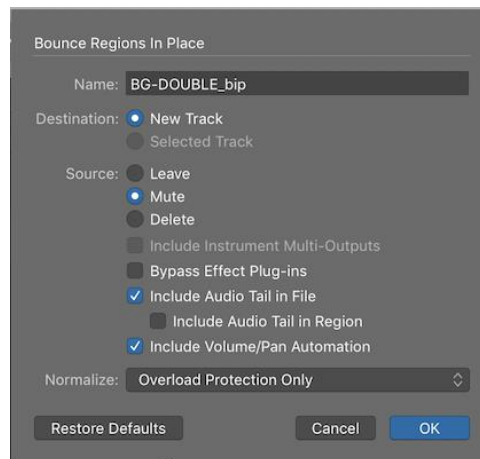 Bounce Regions In Place
Name: BG-DOUBLE_bip
Destination: New Track
Selected Track
Source: Leave
Mute
Delete
Include Instrument Multi-Outputs
Bypass Effect Plug-ins
Include Audio Tail in File
Include Audio Tail in Region
Include Volume/Pan Automation
Normalize: Overload Protection Only
Restore Defaults Cancel OK